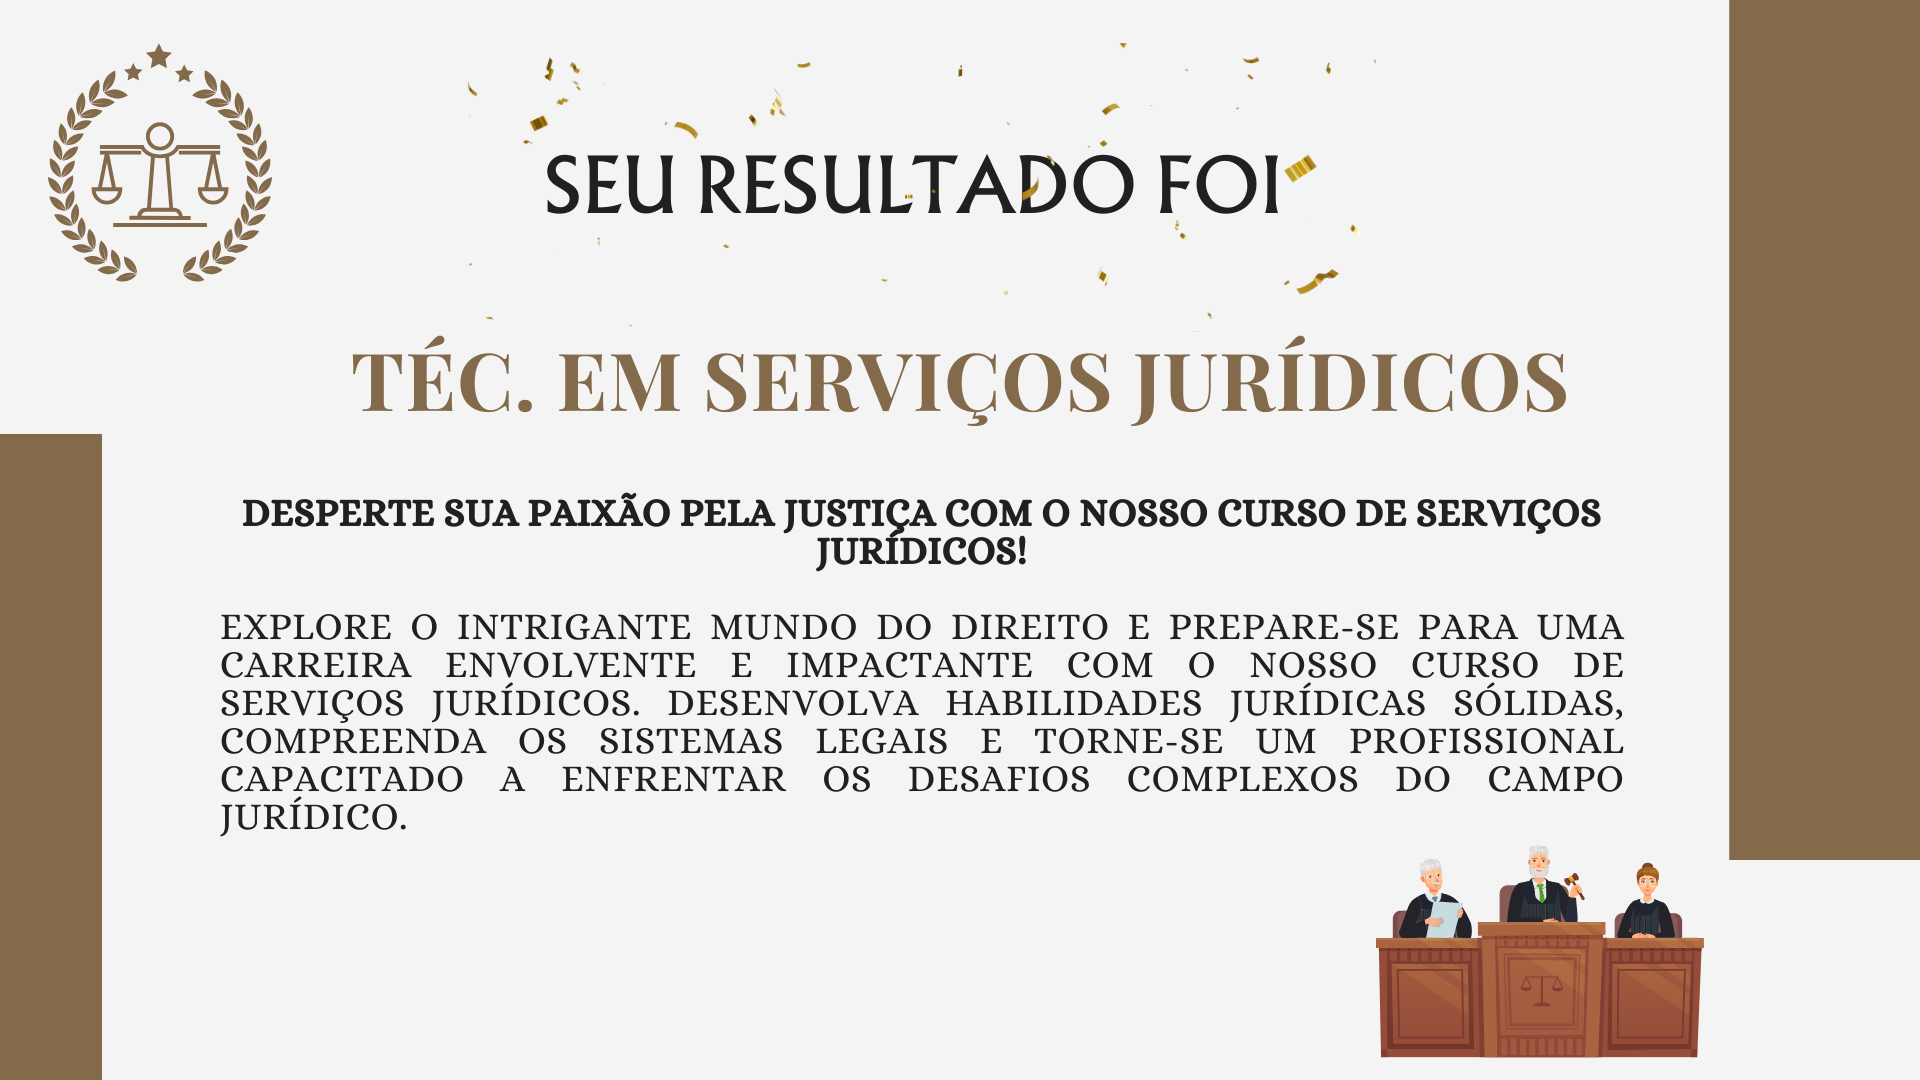 SEU RESULTADO FOI
TÉC. EM SERVIÇOS JURÍDICOS
DESPERTE SUA PAIXÃO PELA JUSTIÇA COM O NOSSO CURSO DE SERVIÇOS
JURÍDICOS!
EXPLORE O INTRIGANTE MUNDO DO DIREITO E PREPARE-SE PARA UMA
CARREIRA ENVOLVENTE E IMPACTANTE COM O NOSSO CURSO DE
SERVIÇOS JURÍDICOS. DESENVOLVA HABILIDADES JURÍDICAS SÓLIDAS,
COMPREENDA OS SISTEMAS LEGAIS E TORNE-SE UM PROFISSIONAL
CAPACITADO A ENFRENTAR OS DESAFIOS COMPLEXOS DO CAMPO
JURÍDICO.